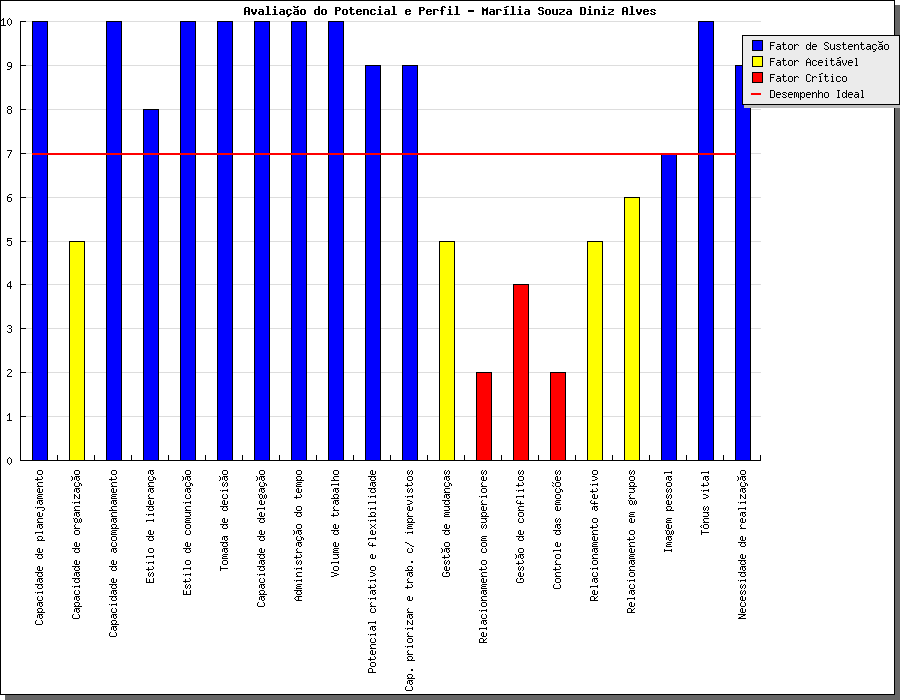 Avaliação do Potencial e Perfil - Marília Souza Diniz Alves
Fator de Sustentação
Fator Aceitável
Fator Crítico
Desempenho Ideal
10
9
8
7
6
5
4
3
2
1
0
Capacidade de planejamento
Capacidade de organização
Capacidade de acompanhamento
Estilo de liderança
Estilo de comunicação
Tomada de decisão
Capacidade de delegação
Administração do tempo
Volume de trabalho
Potencial criativo e flexibilidade
Cap. priorizar e trab. c/ imprevistos
Gestão de mudanças
Relacionamento com superiores
Gestão de conflitos
Controle das emoções
Relacionamento afetivo
Relacionamento em grupos
Imagem pessoal
Tônus vital
Necessidade de realização